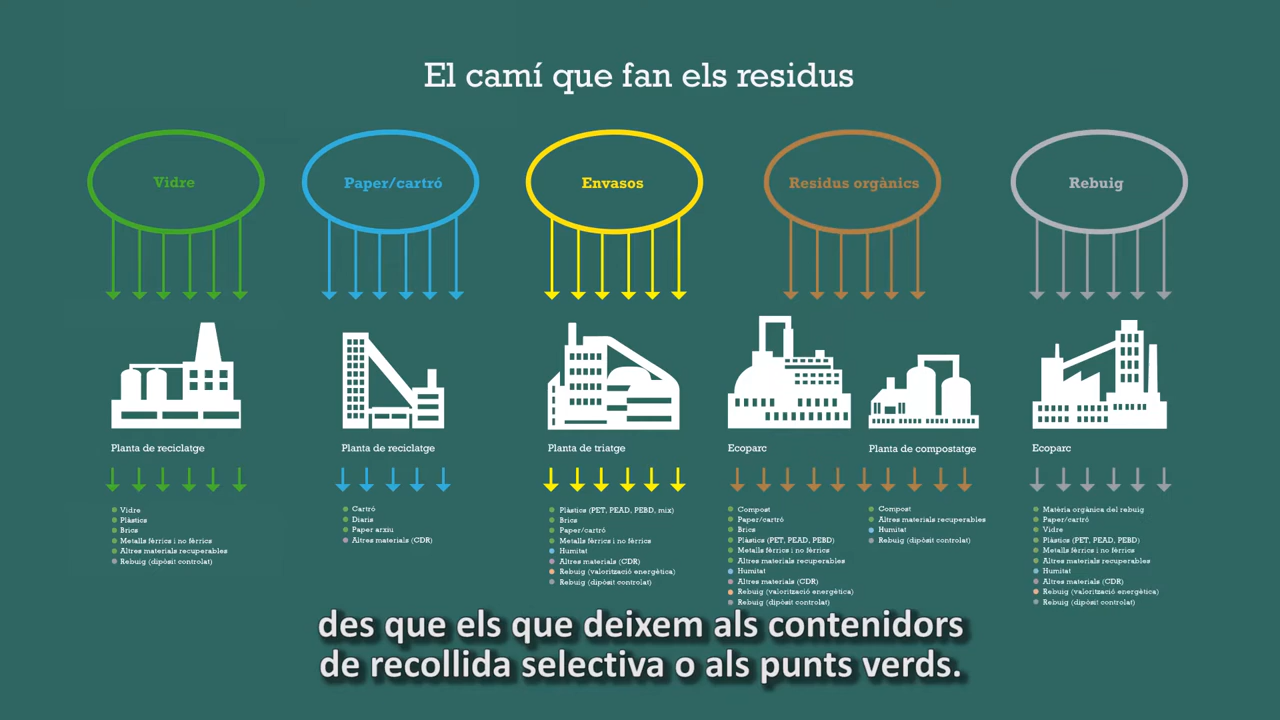 El camí que fan els residus
Vidre
Paper/cartró
Envasos
Residus orgànics
Rebuig
Planta de reciclatge
Planta de reciclatge
Planta de triatge
Ecoparc
Planta de compostatge
Ecoparc
Vidre
Plàstics
Brics
Metalls fèrrics i no fèrrics
Altres materials recuperables
Rebuig (dipòsit controlat)
Cartró
Diaris
Paper arxiu
Altres materials (CDR)
Plàstics (PET, PEAD, PEBD, mix)
Brics
Paper/cartró
Metalls fèrrics i no fèrrics
Humitat
Altres materials (CDR)
Rebuig (valorització energètica)
Rebuig (dipòsit controlat)
Compost
Paper/cartró
Brics
Plàstics (PET, PEAD, PEBD)
Metalls fèrrics i no fèrrics
Altres materials recuperables
Humitat
Altres materials (CDR)
Rebuig (valorització energètica)
Rebuig (dipòsit controlat)
Compost
Altres materials recuperables
Humitat
Rebuig (dipòsit controlat)
Matèria orgànica del rebuig
Paper/cartró
Vidre
Plàstics (PET, PEAD, PEBD)
Metalls fèrrics i no fèrrics
Altres materials recuperables
Humitat
Altres materials (CDR)
Rebuig (valorització energètica)
Rebuig (dipòsit controlat)
des que els que deixem als contenidors
de recollida selectiva o als punts verds.